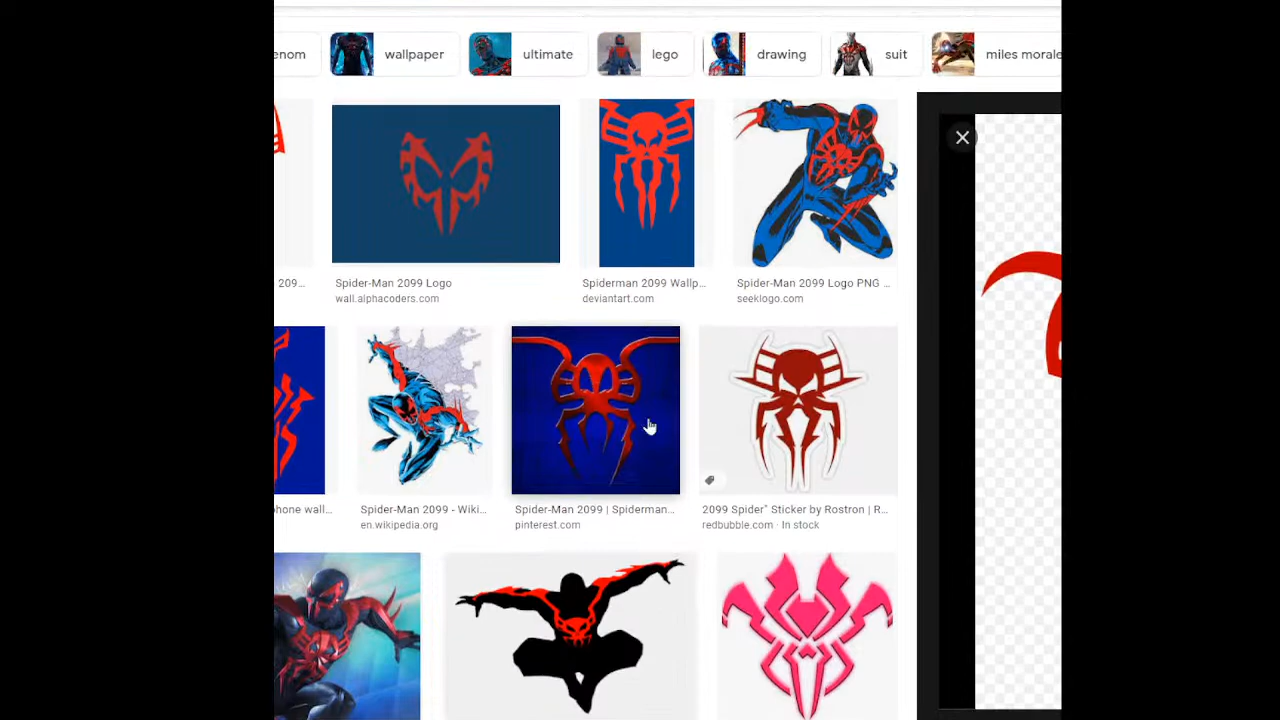 enom wallpaper ultimate lego drawing suit miles morale
209... Spider-Man 2099 Logo Spiderman 2099 Wallp... Spider-Man 2099 Logo PNG ...
wall.alphacoders.com deviantart.com seeklogo.com
phone wall... Spider-Man 2099 - Wiki... Spider-Man 2099 | Spiderman... 2099 Spider" Sticker by Rostron | R...
en.wikipedia.org pinterest.com redbubble.com · In stock